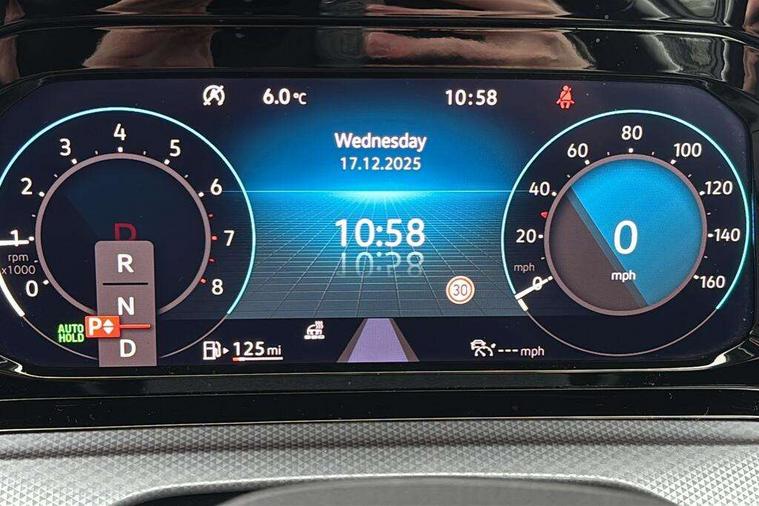 6.0°C
10:58
Wednesday
17.12.2025
10:58
0
1
2
3
4
5
6
7
8
rpm
x1000
D
R
N
D
P
AUTO
HOLD
125 mi
30
--- mph
0
20
40
60
80
100
120
140
160
mph
0
mph